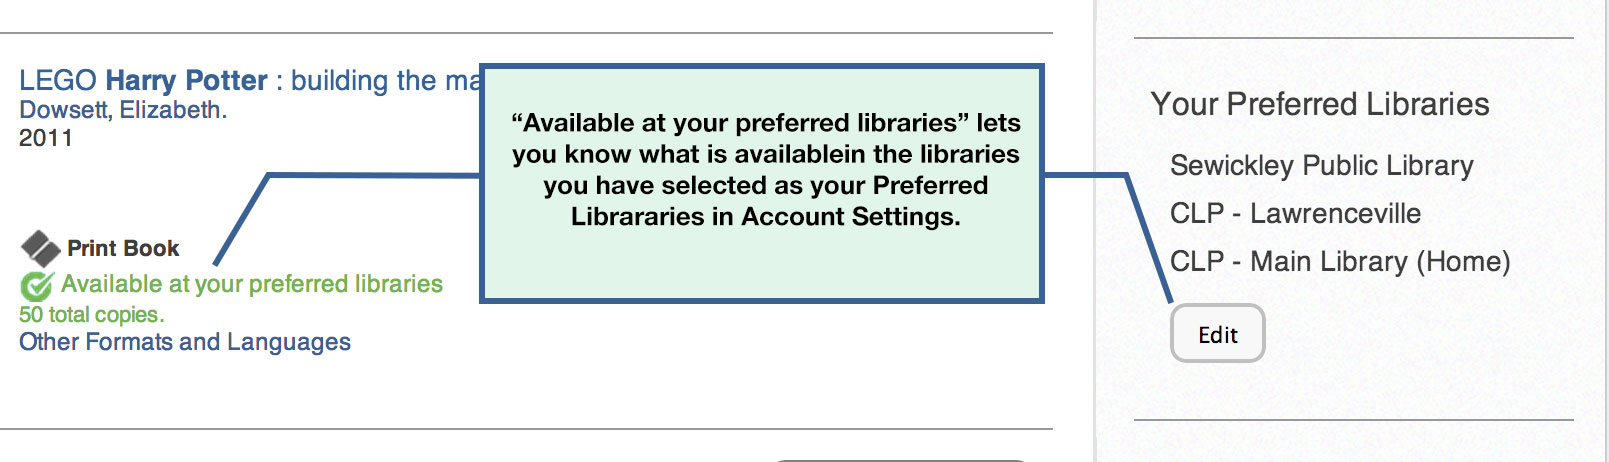 LEGO Harry Potter : building the ma
Dowsett, Elizabeth.
2011
Print Book
Available at your preferred libraries
50 total copies.
Other Formats and Languages
“Available at your preferred libraries” lets
you know what is availablein the libraries
you have selected as your Preferred
Librararies in Account Settings.
Your Preferred Libraries
Sewickley Public Library
CLP - Lawrenceville
CLP - Main Library (Home)
Edit